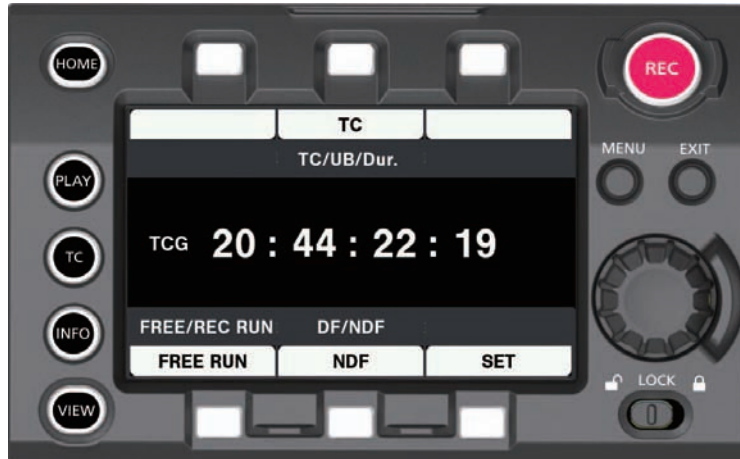 HOME
REC
TC
TC/UB/Dur.
MENU EXIT
PLAY
TCG 20 : 44 : 22 : 19
TC
INFO
FREE/REC RUN DF/NDF
FREE RUN NDF SET
LOCK
VIEW
0